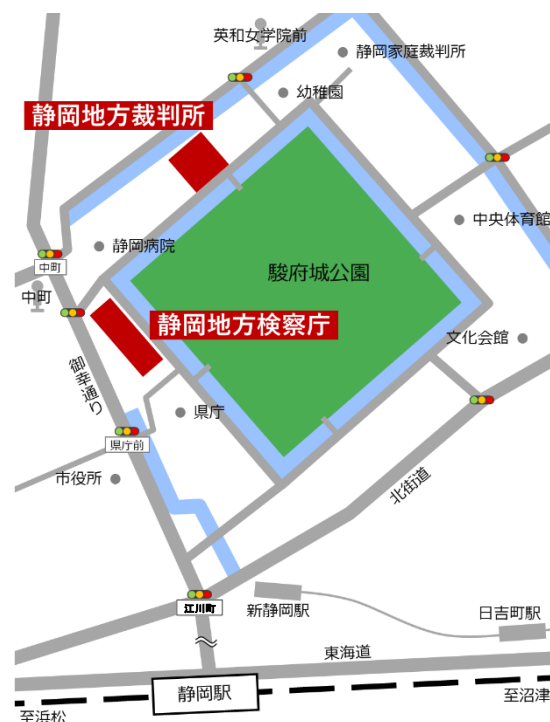 英和女学院前
静岡家庭裁判所
幼稚園
静岡地方裁判所
中央体育館
静岡病院
中町
駿府城公園
中町
静岡地方検察庁
文化会館
御幸通り
県庁
県庁前
市役所
北街道
江川町
新静岡駅
日吉町駅
東海道
静岡駅
至沼津
至浜松